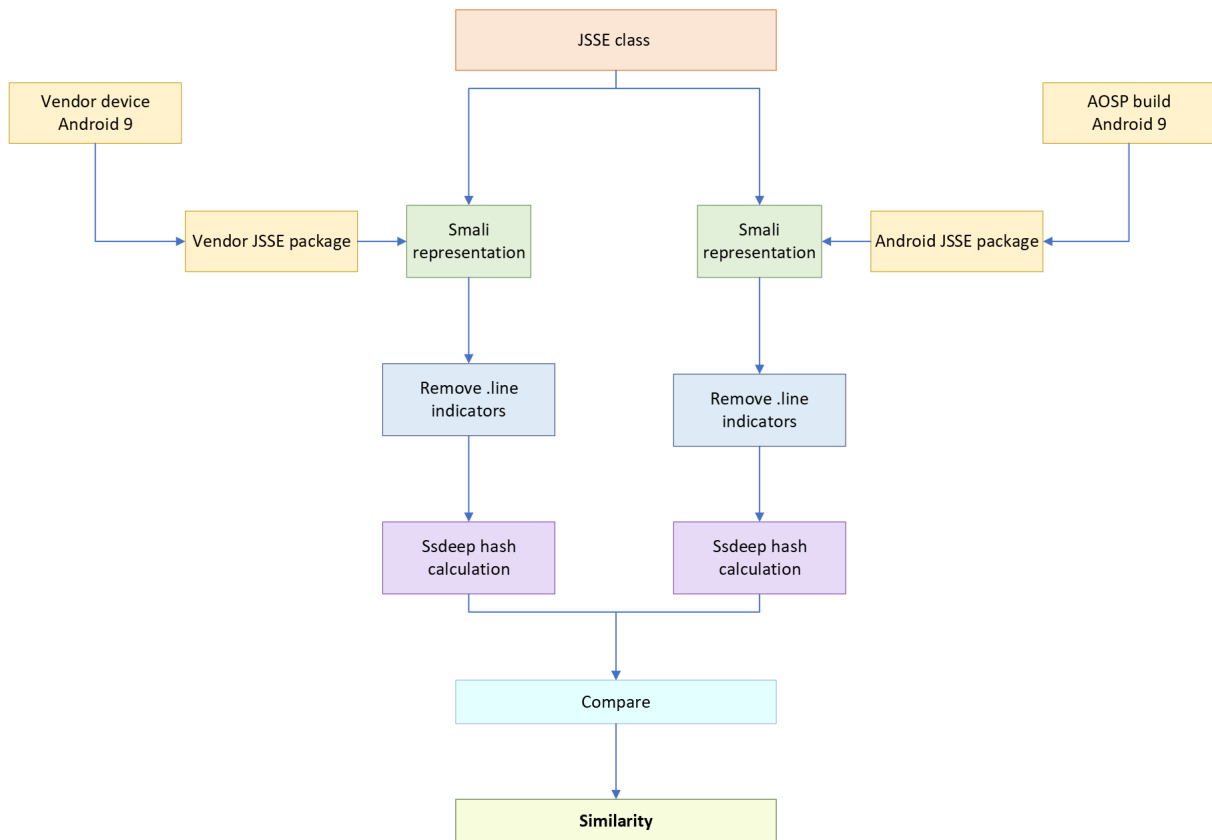 JSSE class
Vendor device
Android 9
AOSP build
Android 9
Vendor JSSE package
Smali
representation
Smali
representation
Android JSSE package
Remove .line
indicators
Remove .line
indicators
Ssdeep hash
calculation
Ssdeep hash
calculation
Compare
Similarity